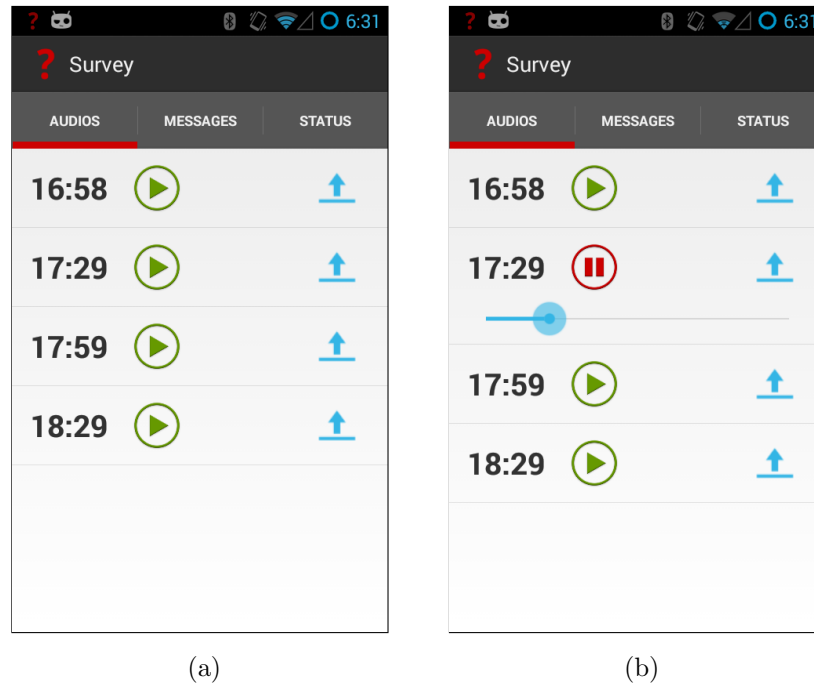 ? 6:31
? Survey
AUDIOS MESSAGES STATUS
16:58
17:29
17:59
18:29
(a)
? 6:31
? Survey
AUDIOS MESSAGES STATUS
16:58
17:29
17:59
18:29
(b)